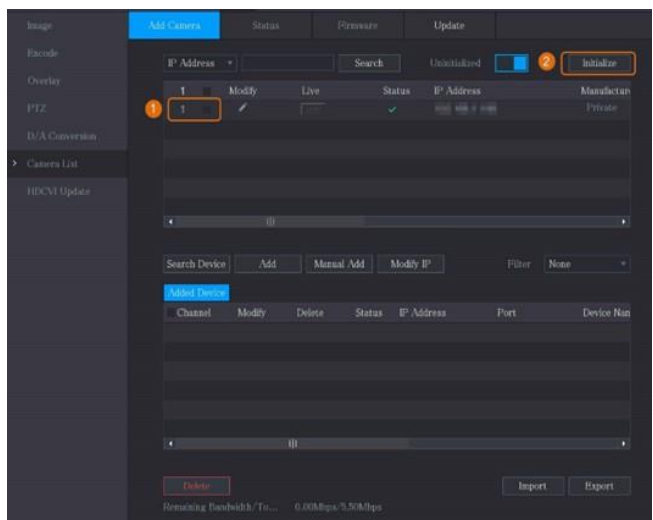 Image
Encode
Overlay
PTZ
D/A Conversion
Camera List
HDCVI Update
Add Camera Status Firmware Update
IP Address Search Uninitialized 2 Initialize
1 Modify Live Status IP Address Manufactur
1 1 Private
Search Device Add Manual Add Modify IP Filter None
Added Device
Channel Modify Delete Status IP Address Port Device Nam
Delete Import Export
Remaining Bandwidth/To... 0.00Mbps/5.50Mbps